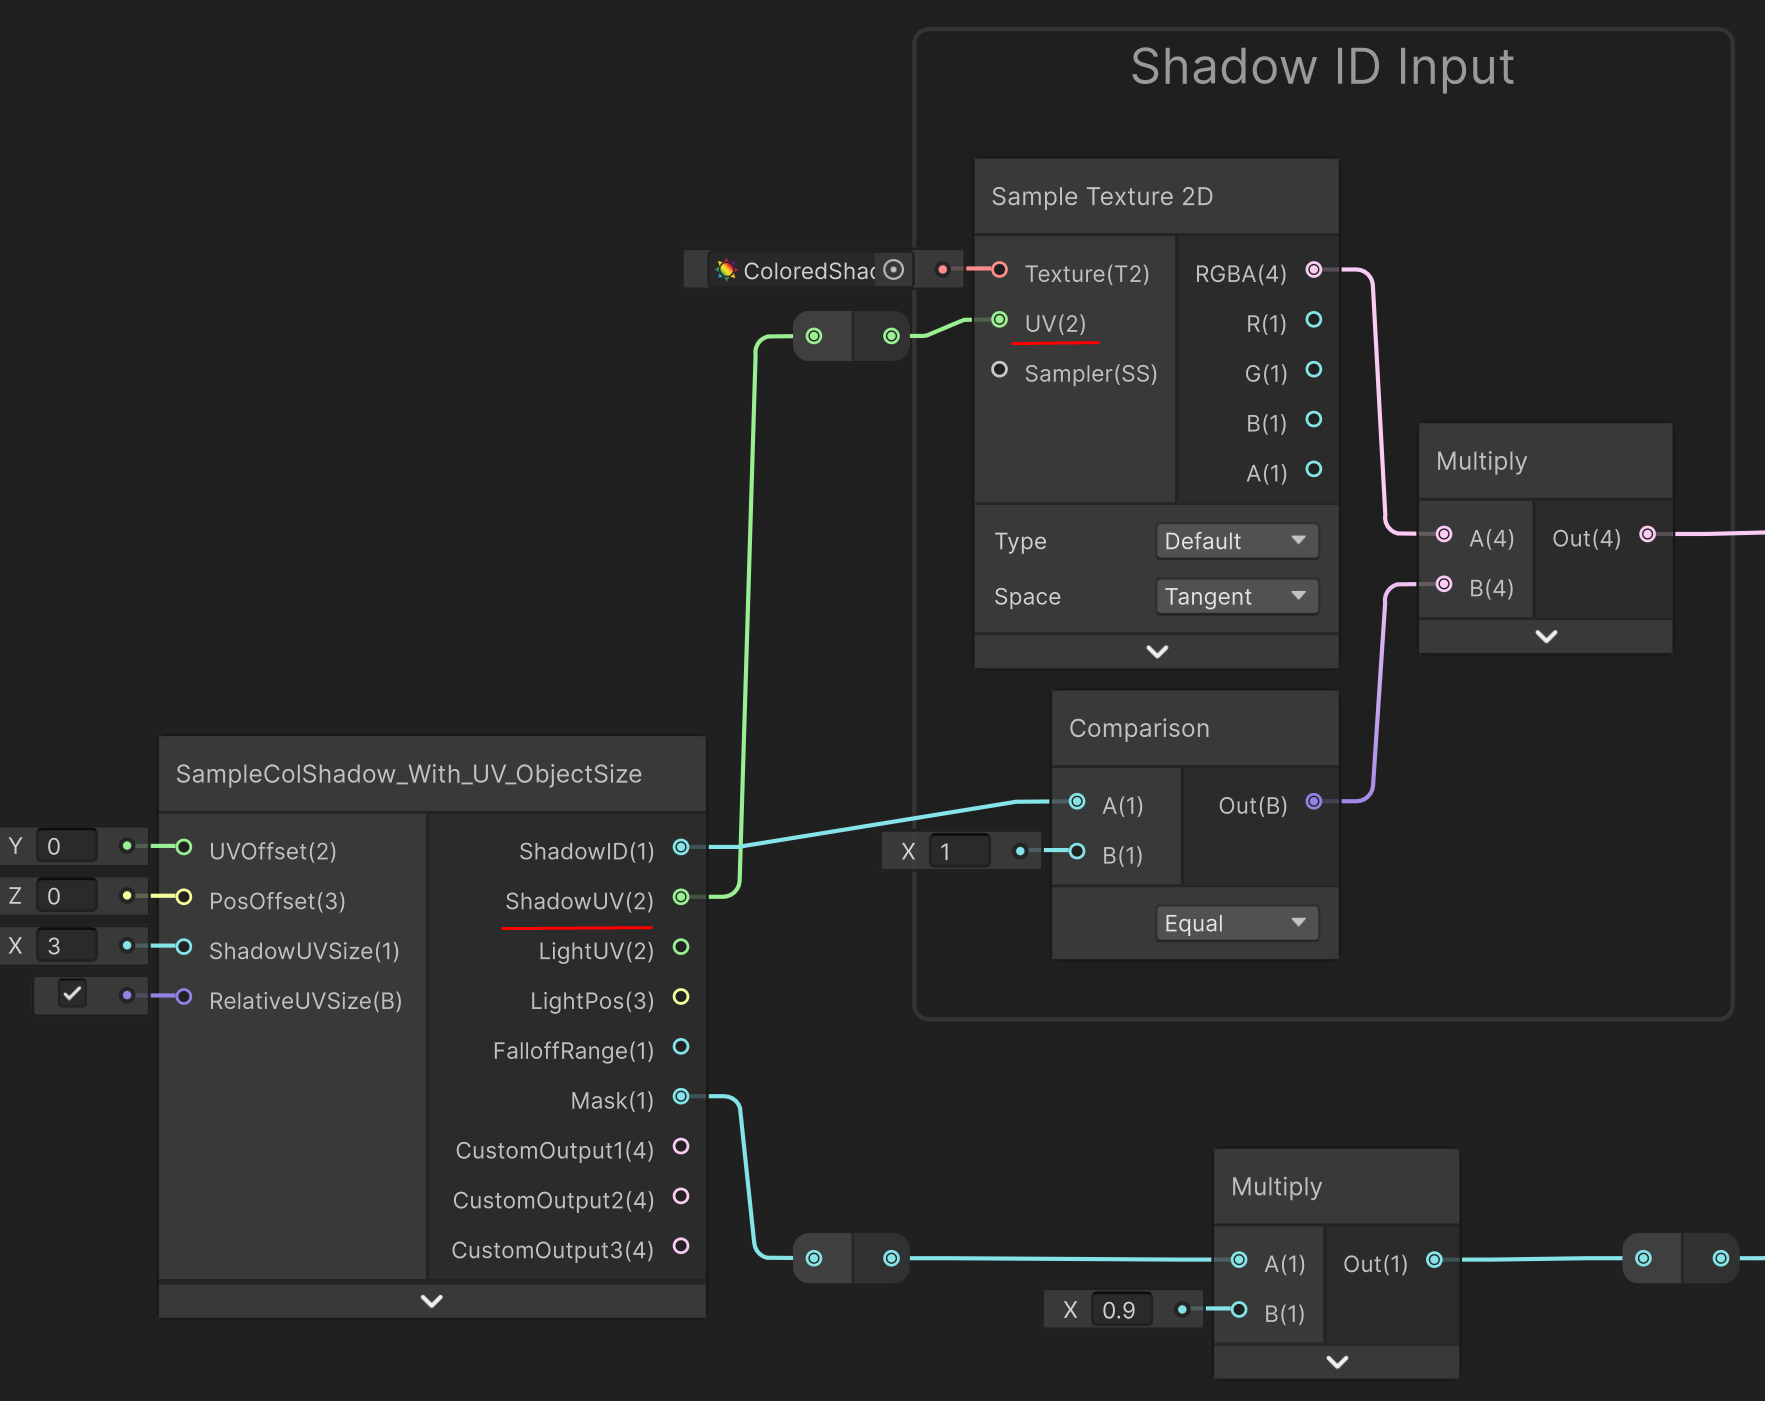 Shadow ID Input
Sample Texture 2D
ColoredShad
Texture(T2)
RGBA(4)
UV(2)
R(1)
Sampler(SS)
G(1)
B(1)
A(1)
Type
Default
Space
Tangent
Multiply
A(4)
Out(4)
B(4)
Comparison
A(1)
Out(B)
X 1
B(1)
Equal
SampleColShadow_With_UV_ObjectSize
Y 0
UVOffset(2)
ShadowID(1)
Z 0
PosOffset(3)
ShadowUV(2)
X 3
ShadowUVSize(1)
LightUV(2)
RelativeUVSize(B)
LightPos(3)
FalloffRange(1)
Mask(1)
CustomOutput1(4)
CustomOutput2(4)
CustomOutput3(4)
Multiply
A(1)
Out(1)
X 0.9
B(1)